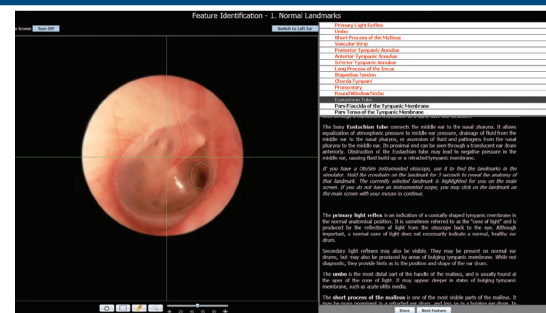 Feature Identification - 1. Normal Landmarks
Screen Turn Off
Switch to Left Ear
Primary Light Reflex
Umbo
Short Process of the Malleus
Vascular Strip
Posterior Tympanic Annulus
Anterior Tympanic Annulus
Inferior Tympanic Annulus
Long Process of the Incus
Stapedius Tendon
Chorda Tympani
Promontory
Round Window Niche
Eustachian Tube
Pars Flaccida of the Tympanic Membrane
Pars Tensa of the Tympanic Membrane
The bony Eustachian tube connects the middle ear to the nasal pharynx. It allows
equalization of atmospheric pressure to middle ear pressure, drainage of fluid from the
middle ear to the nasal pharynx, or ascension of fluid and pathogens from the nasal
pharynx to the middle ear. Its proximal end can be seen through a translucent ear drum
anteriorly. Obstruction of the Eustachian tube may lead to negative pressure in the
middle ear, causing fluid build up or a retracted tympanic membrane.
If you have a OtoSim instrumented otoscope, use it to find the landmarks in the
simulator. Hold the crosshairs on the landmark for 3 seconds to reveal the anatomy of
that landmark. The currently selected landmark is highlighted for you on the main
screen. If you do not have an instrumented scope, you may click on the landmark on
the main screen with your mouse to continue.
The primary light reflex is an indication of a conically shaped tympanic membrane in
the normal anatomical position. It is sometimes referred to as the "cone of light" and is
produced by the reflection of light from the otoscope back to the eye. Although
important, a normal cone of light does not necessarily indicate a normal, healthy ear
drum.
Secondary light reflexes may also be visible. They may be present on normal ear
drums, but may also be produced by areas of bulging tympanic membrane. While not
diagnostic, they provide hints as to the position and shape of the ear drum.
The umbo is the most distal part of the handle of the malleus, and is usually found at
the apex of the cone of light. It may appear deeper in states of bulging tympanic
membrane, such as acute otitis media.
The short process of the malleus is one of the most visible parts of the malleus. It
Done Next Feature